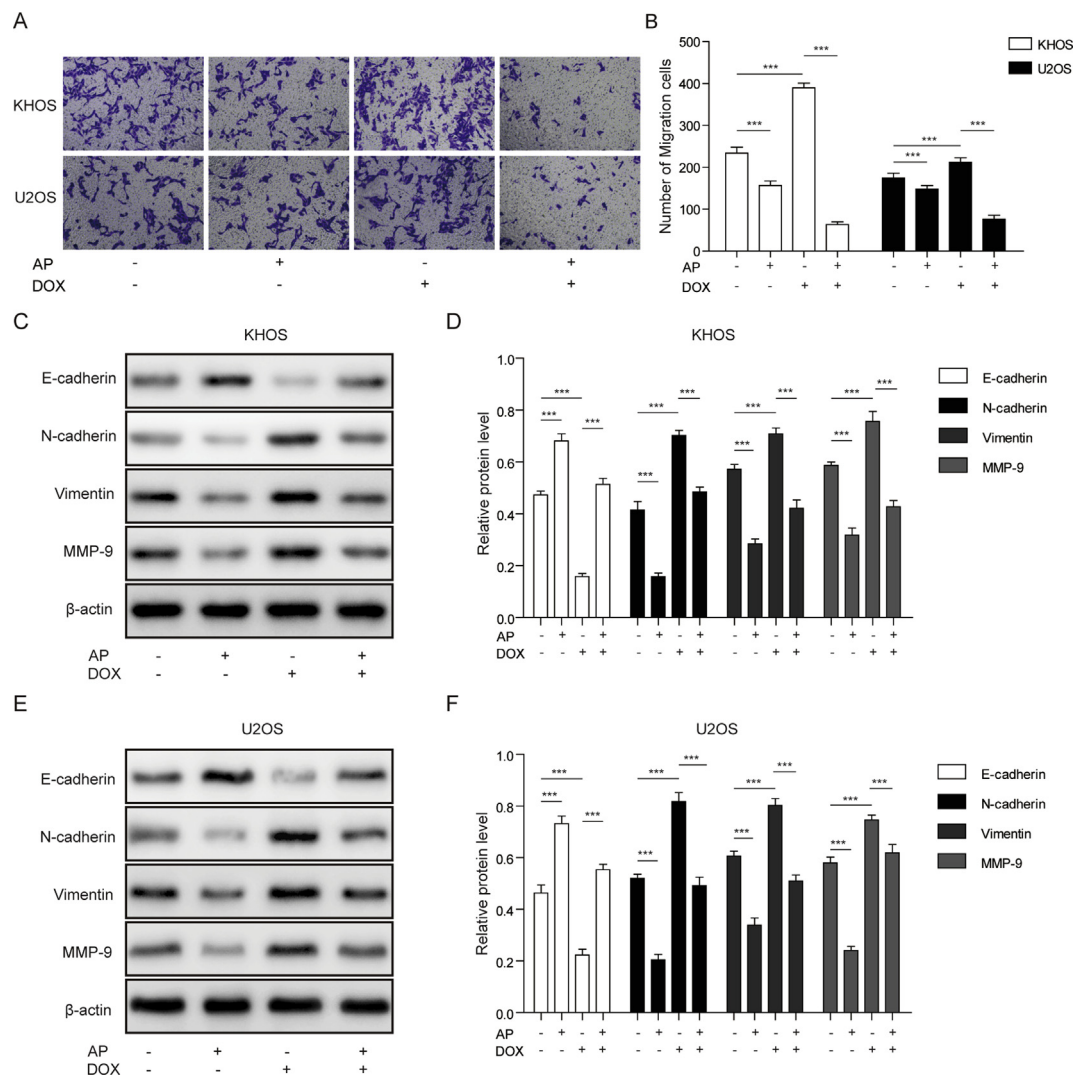 A
KHOS
U2OS
AP - + - +
DOX - - + +
B
KHOS
U2OS
Number of Migration cells
500
400
300
200
100
0
*** *** *** *** *** ***
AP - + - + - + - +
DOX - - + + - - + +
C
KHOS
E-cadherin
N-cadherin
Vimentin
MMP-9
β-actin
AP - + - +
DOX - - + +
D
KHOS
Relative protein level
1.0
0.8
0.6
0.4
0.2
0.0
*** *** *** *** *** *** *** *** *** *** *** ***
E-cadherin
N-cadherin
Vimentin
MMP-9
AP - + - + - + - + - + - + - + - +
DOX - - + + - - + + - - + + - - + +
E
U2OS
E-cadherin
N-cadherin
Vimentin
MMP-9
β-actin
AP - + - +
DOX - - + +
F
U2OS
Relative protein level
1.0
0.8
0.6
0.4
0.2
0.0
*** *** *** *** *** *** *** *** *** *** *** ***
E-cadherin
N-cadherin
Vimentin
MMP-9
AP - + - + - + - + - + - + - + - +
DOX - - + + - - + + - - + + - - + +